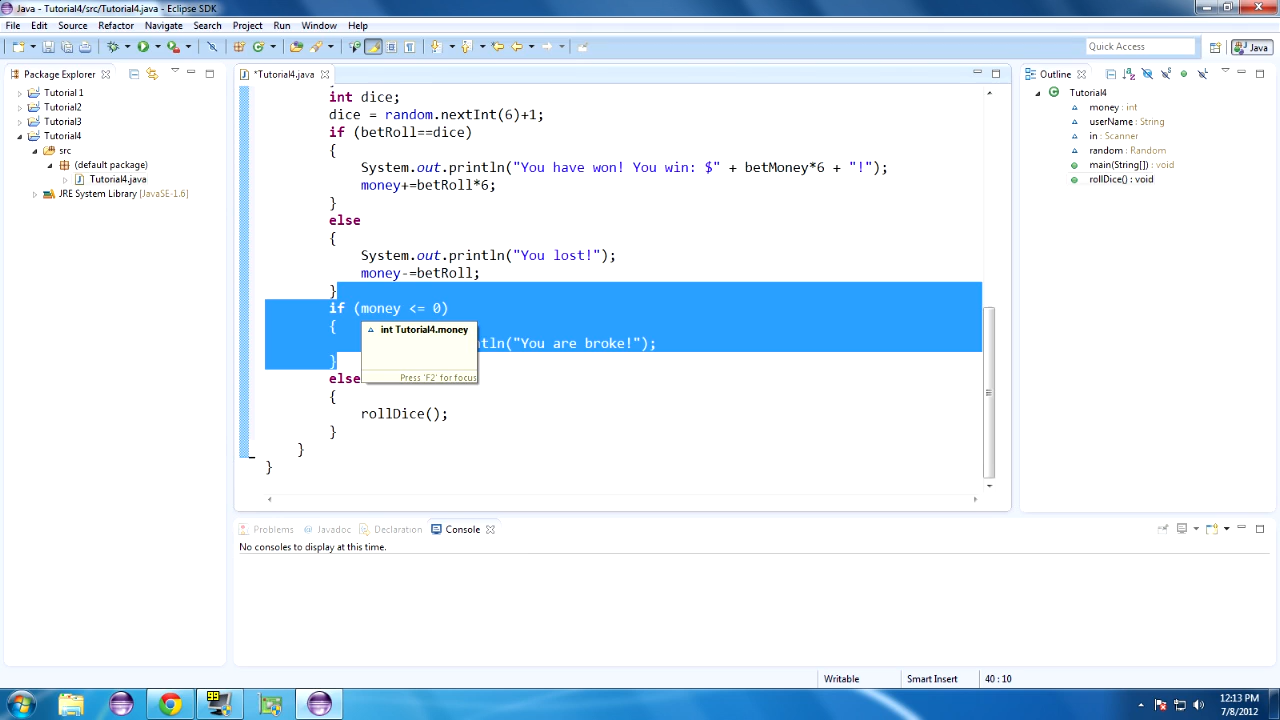 Java - Tutorial4/src/Tutorial4.java - Eclipse SDK
File Edit Source Refactor Navigate Search Project Run Window Help
Quick Access
Java
Package Explorer
Tutorial 1
Tutorial2
Tutorial3
Tutorial4
src
(default package)
Tutorial4.java
JRE System Library [JavaSE-1.6]
*Tutorial4.java
int dice;
dice = random.nextInt(6)+1;
if (betRoll==dice)
{
System.out.println("You have won! You win: $" + betMoney*6 + "!");
money+=betRoll*6;
}
else
{
System.out.println("You lost!");
money-=betRoll;
}
if (money <= 0)
{
tln("You are broke!");
}
else
{
rollDice();
}
}
}
int Tutorial4.money
Press 'F2' for focus
Outline
Tutorial4
money : int
userName : String
in : Scanner
random : Random
main(String[]) : void
rollDice() : void
Problems Javadoc Declaration Console
No consoles to display at this time.
Writable Smart Insert 40 : 10
99
12:13 PM
7/8/2012